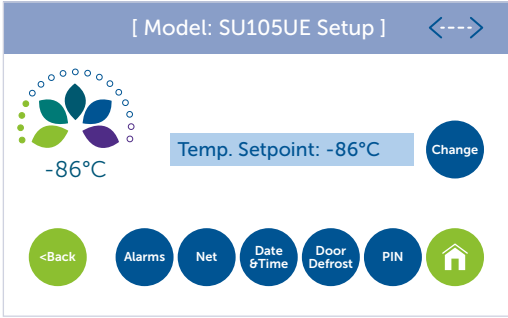 [ Model: SU105UE Setup ]
-86°C
Temp. Setpoint: -86°C
Change
<Back
Alarms
Net
Date
&Time
Door
Defrost
PIN